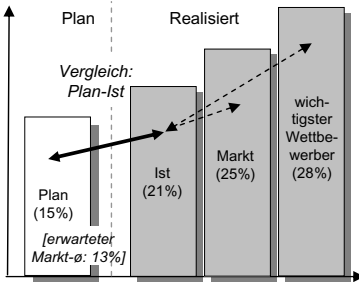 Plan
Realisiert
Vergleich:
Plan-Ist
Plan
(15%)
[erwarteter
Markt-ø: 13%]
Ist
(21%)
Markt
(25%)
wich-
tigster
Wettbe-
werber
(28%)